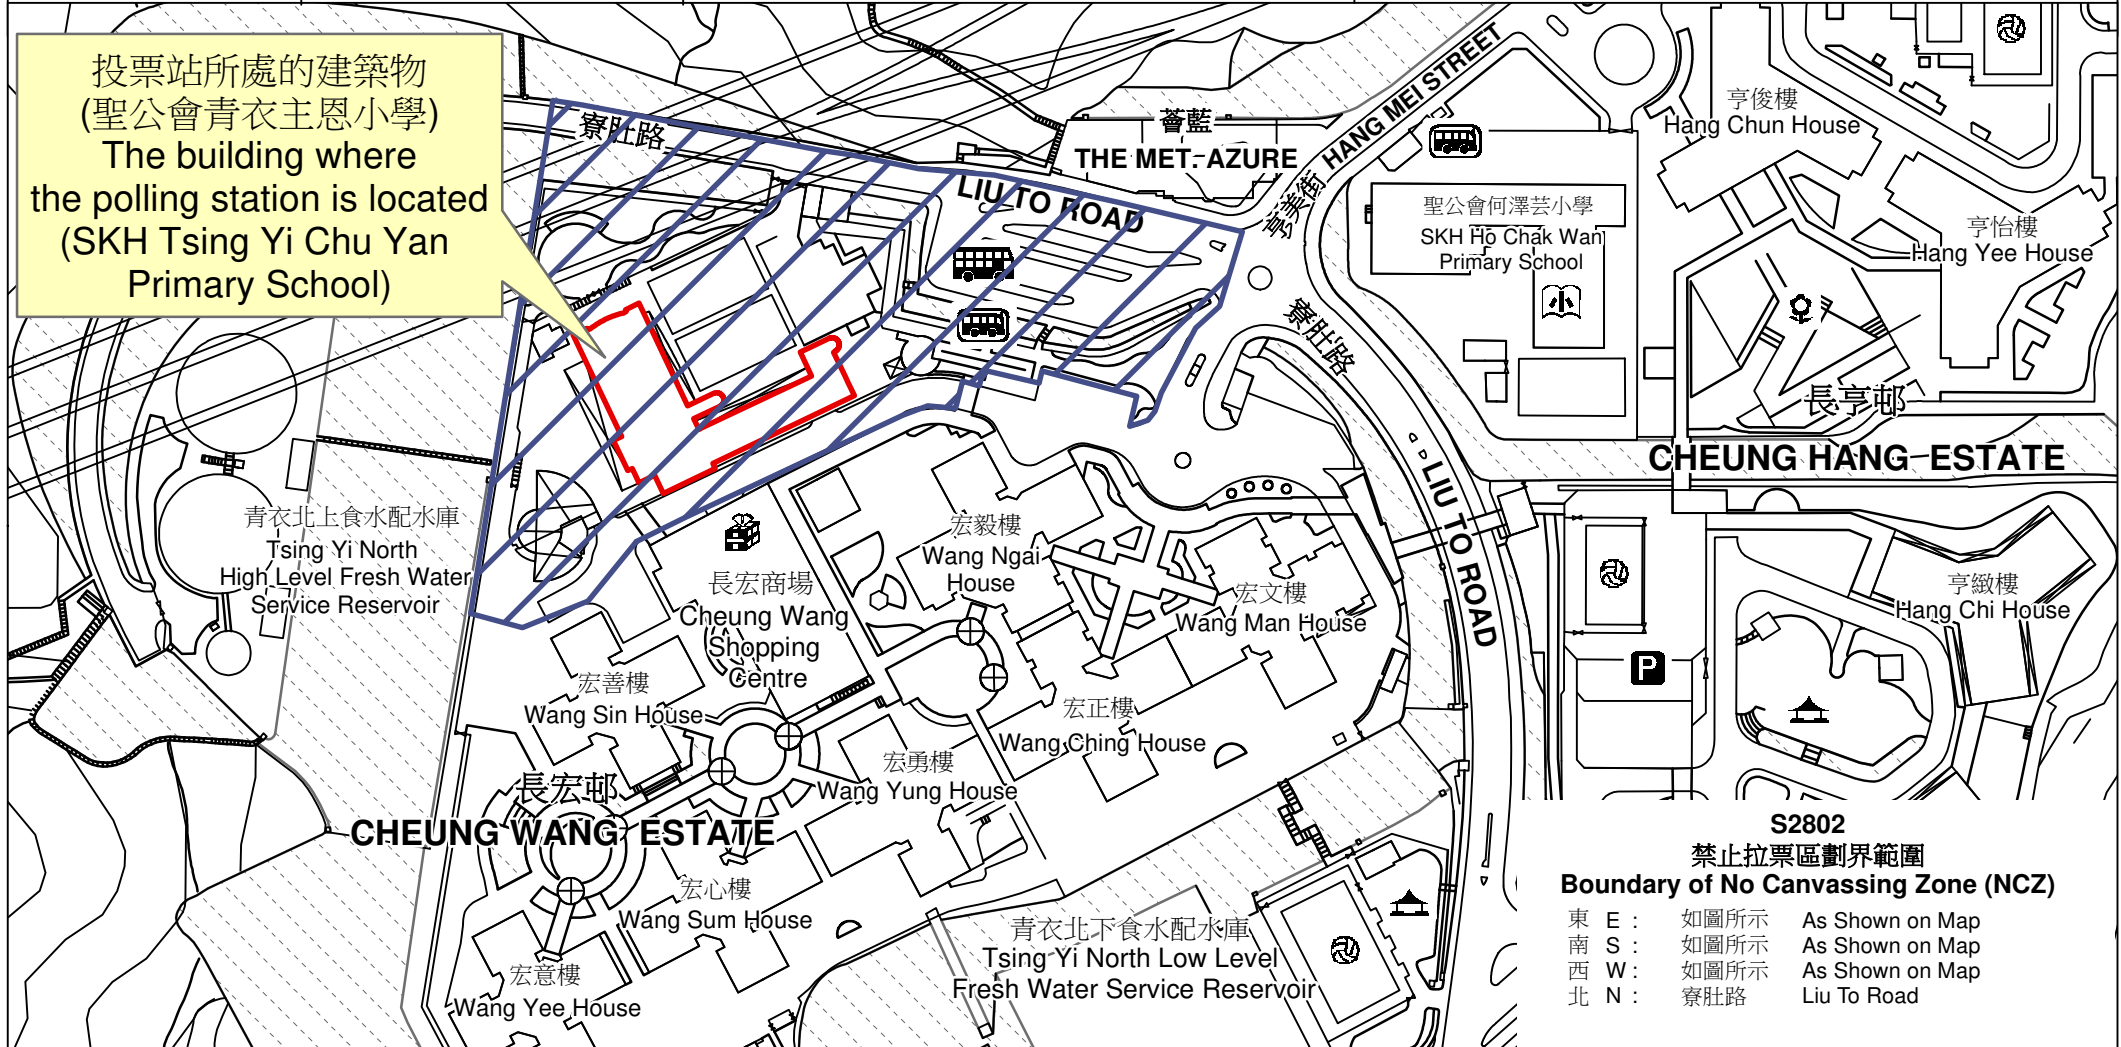 投票站所處的建築物
(聖公會青衣主恩小學)
The building where
the polling station is located
(SKH Tsing Yi Chu Yan
Primary School)
寮肚路
LIU TO ROAD
薈藍
THE MET. AZURE
亨美街 HANG MEI STREET
亨俊樓
Hang Chun House
聖公會何澤芸小學
SKH Ho Chak Wan
Primary School
小
亨怡樓
Hang Yee House
寮肚路
長亨邨
CHEUNG HANG ESTATE
LIU TO ROAD
青衣北上食水配水庫
Tsing Yi North
High Level Fresh Water
Service Reservoir
長宏商場
Cheung Wang
Shopping
Centre
宏毅樓
Wang Ngai
House
宏文樓
Wang Man House
亨緻樓
Hang Chi House
P
宏善樓
Wang Sin House
宏正樓
Wang Ching House
宏勇樓
Wang Yung House
長宏邨
CHEUNG WANG ESTATE
宏心樓
Wang Sum House
宏意樓
Wang Yee House
青衣北下食水配水庫
Tsing Yi North Low Level
Fresh Water Service Reservoir
S2802
禁止拉票區劃界範圍
Boundary of No Canvassing Zone (NCZ)
東 E : 如圖所示 As Shown on Map
南 S : 如圖所示 As Shown on Map
西 W : 如圖所示 As Shown on Map
北 N : 寮肚路 Liu To Road